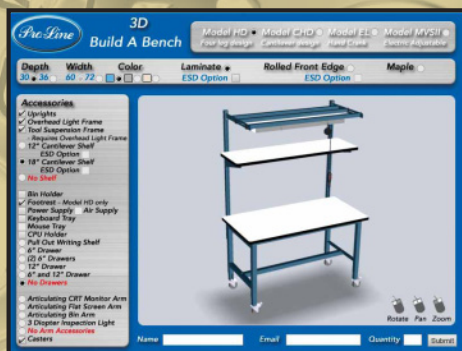 Pro-Line
3D
Build A Bench
Model HD Model CHD Model EL Model MVSII
Four leg design Cantilever design Hand Crank Electric Adjustable
Depth Width Color Laminate Rolled Front Edge Maple
30 36 60 - 72 ESD Option ESD Option
Accessories
Uprights
Overhead Light Frame
Tool Suspension Frame
- Requires Overhead Light Frame
12" Cantilever Shelf
ESD Option
18" Cantilever Shelf
ESD Option
No Shelf
Bin Holder
Footrest - Model HD only
Power Supply Air Supply
Keyboard Tray
Mouse Tray
CPU Holder
Pull Out Writing Shelf
6" Drawer
(2) 6" Drawers
12" Drawer
6" and 12" Drawer
No Drawers
Articulating CRT Monitor Arm
Articulating Flat Screen Arm
Articulating Bin Arm
3 Diopter Inspection Light
No Arm Accessories
Casters
Rotate Pan Zoom
Name Email Quantity Submit